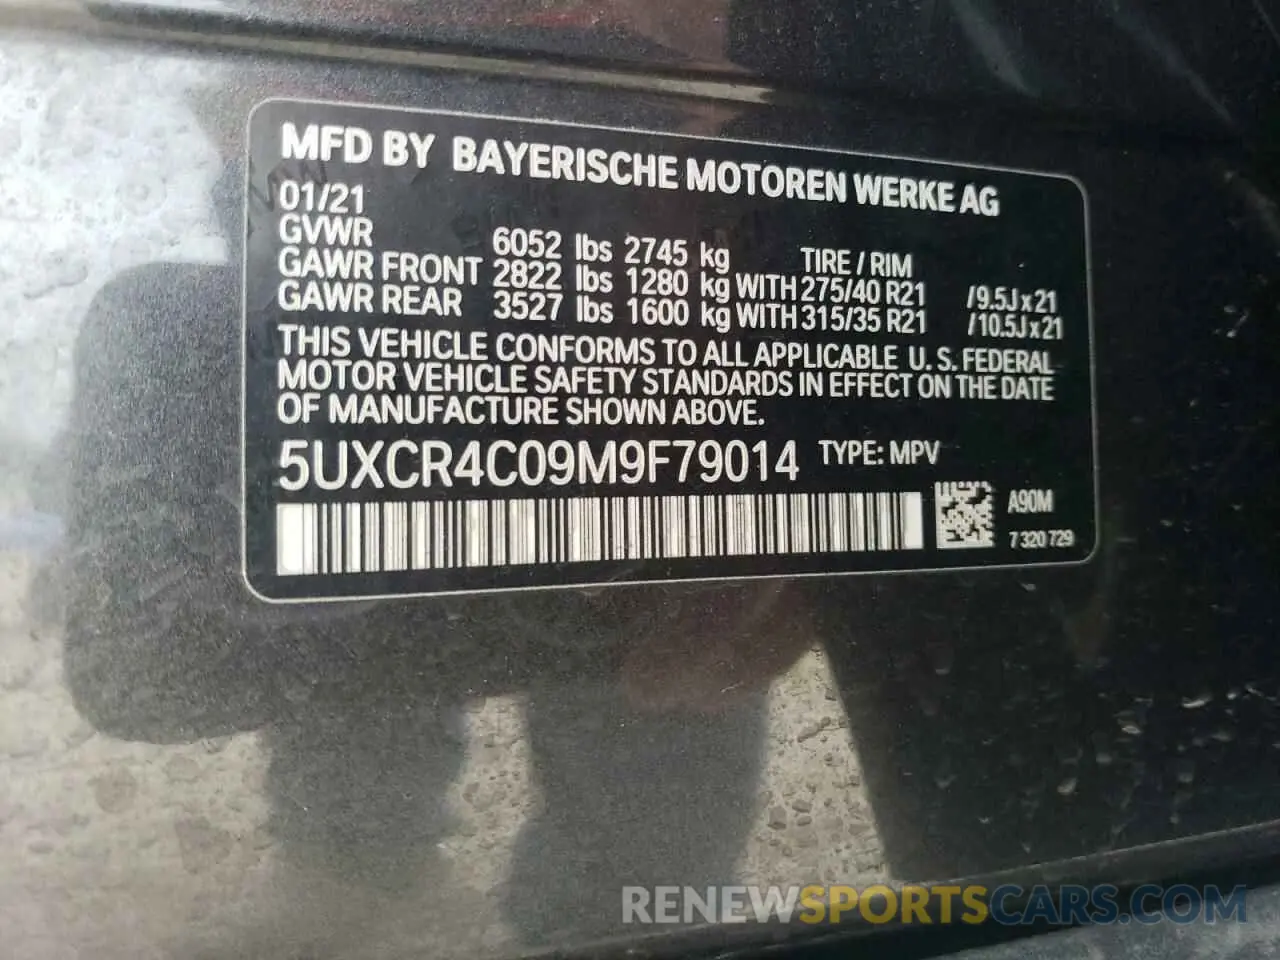 MFD BY BAYERISCHE MOTOREN WERKE AG
01/21
GVWR 6052 lbs 2745 kg TIRE / RIM
GAWR FRONT 2822 lbs 1280 kg WITH 275/40 R21 /9.5J x 21
GAWR REAR 3527 lbs 1600 kg WITH 315/35 R21 /10.5J x 21
THIS VEHICLE CONFORMS TO ALL APPLICABLE U. S. FEDERAL
MOTOR VEHICLE SAFETY STANDARDS IN EFFECT ON THE DATE
OF MANUFACTURE SHOWN ABOVE.
5UXCR4C09M9F79014 TYPE: MPV
A90M
7 320 729
RENEWSPORTSCARS.COM